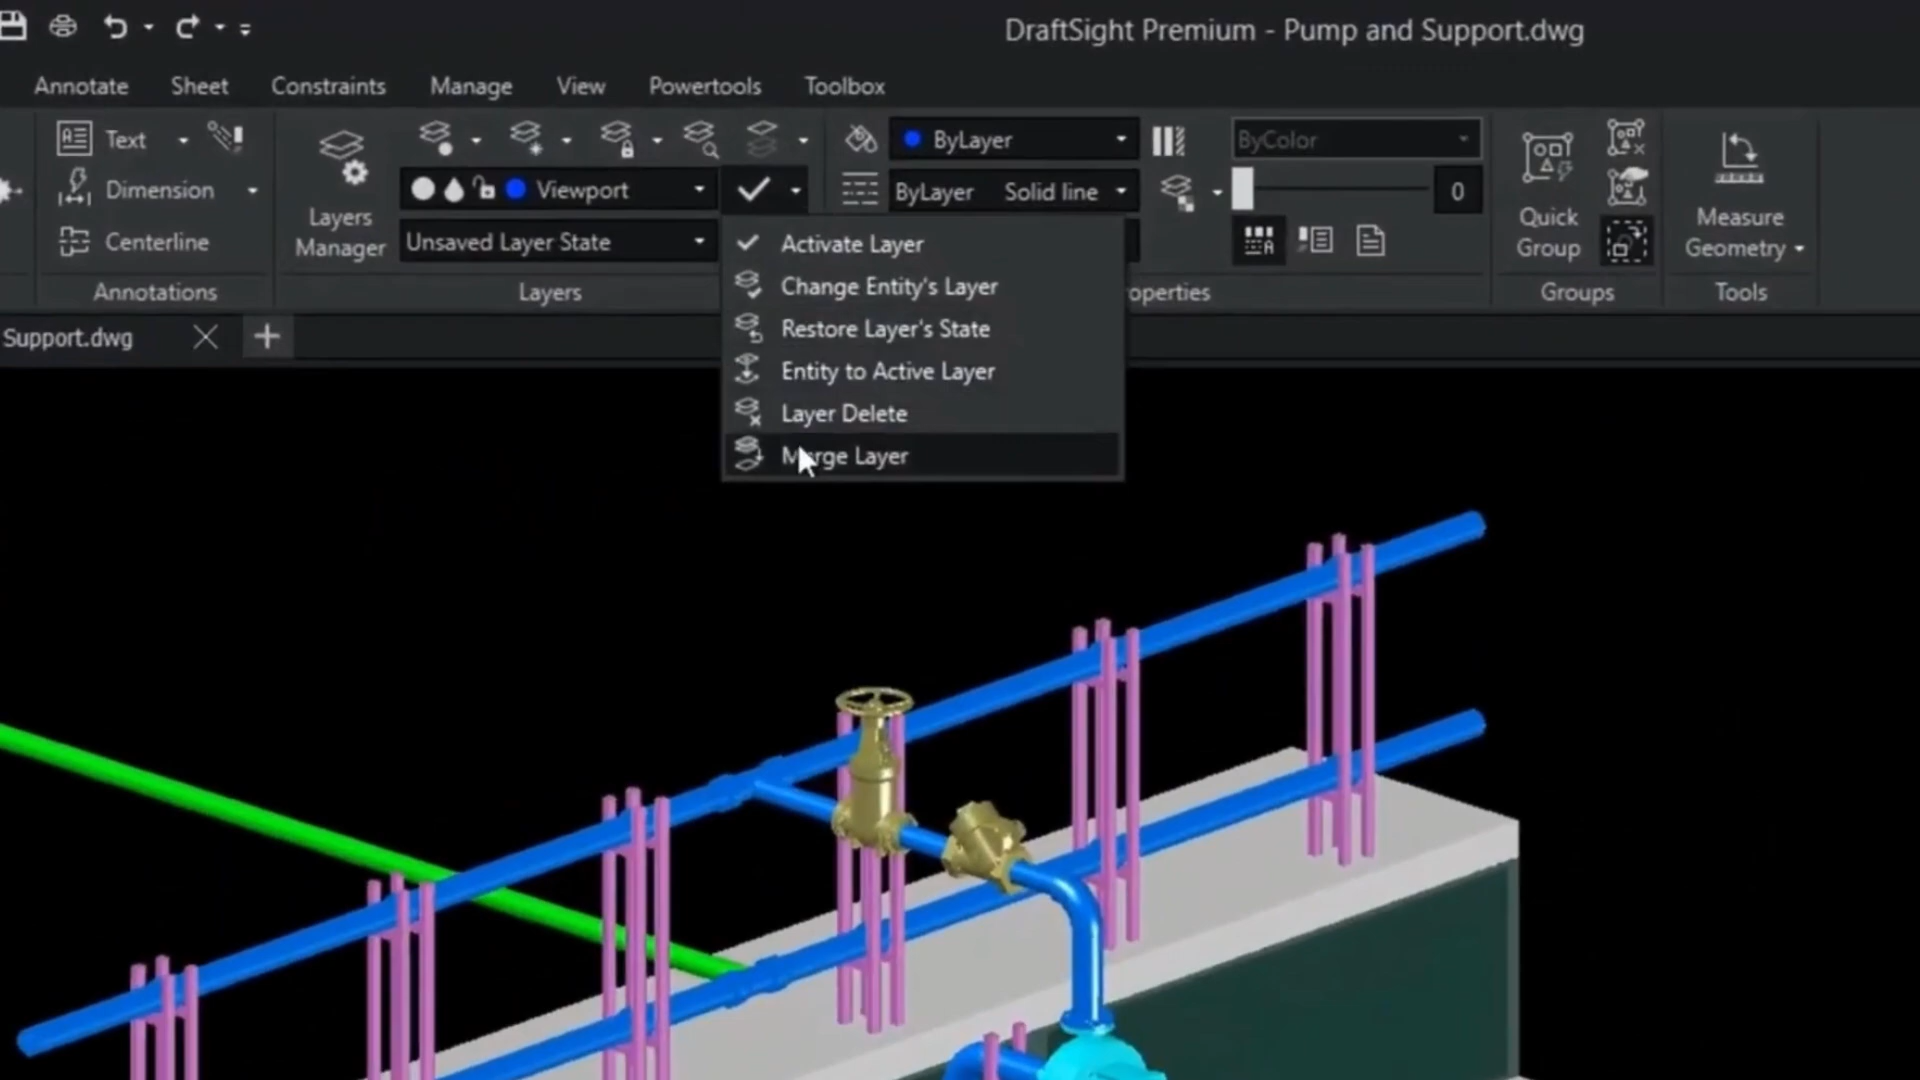 DraftSight Premium - Pump and Support.dwg
Annotate Sheet Constraints Manage View Powertools Toolbox
Text
Dimension
Centerline
Annotations
Layers
Manager
Viewport
Unsaved Layer State
Layers
Activate Layer
Change Entity's Layer
Restore Layer's State
Entity to Active Layer
Layer Delete
Merge Layer
ByLayer
ByLayer Solid line
ByColor
0
operties
Quick
Group
Groups
Measure
Geometry
Tools
Support.dwg